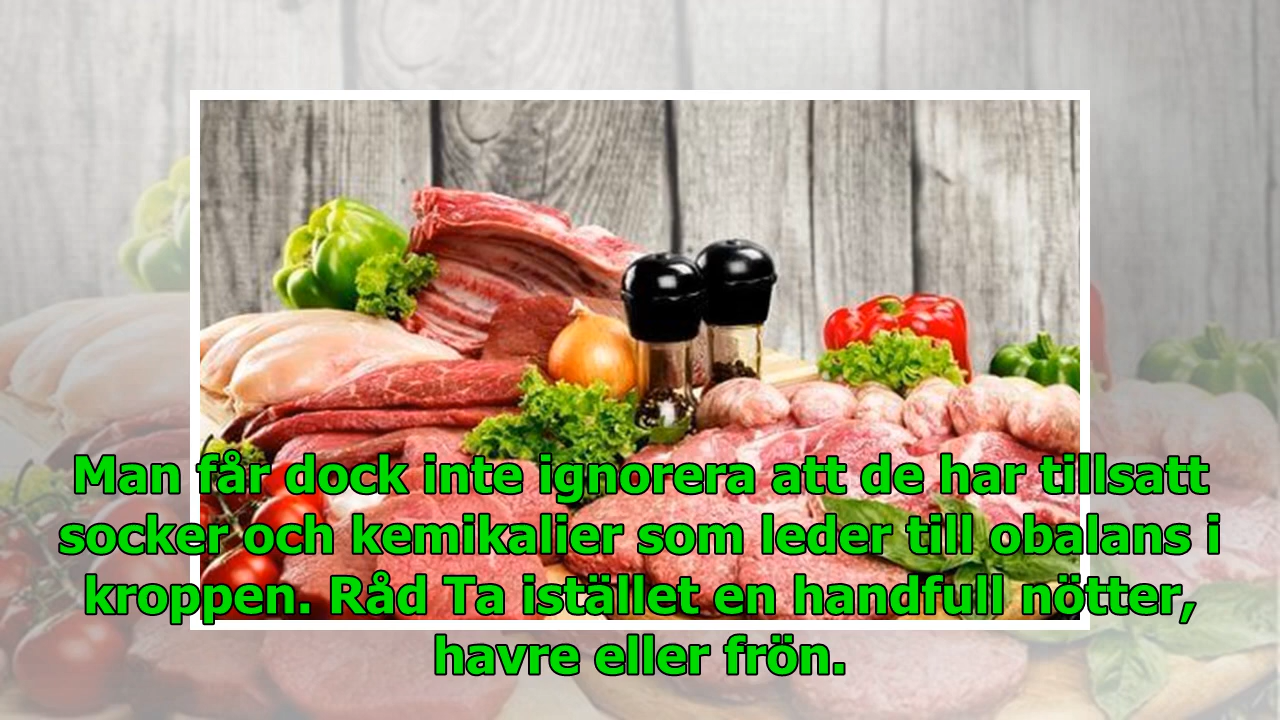 Man får dock inte ignorera att de har tillsatt
socker och kemikalier som leder till obalans i
kroppen. Råd Ta istället en handfull nötter,
havre eller frön.